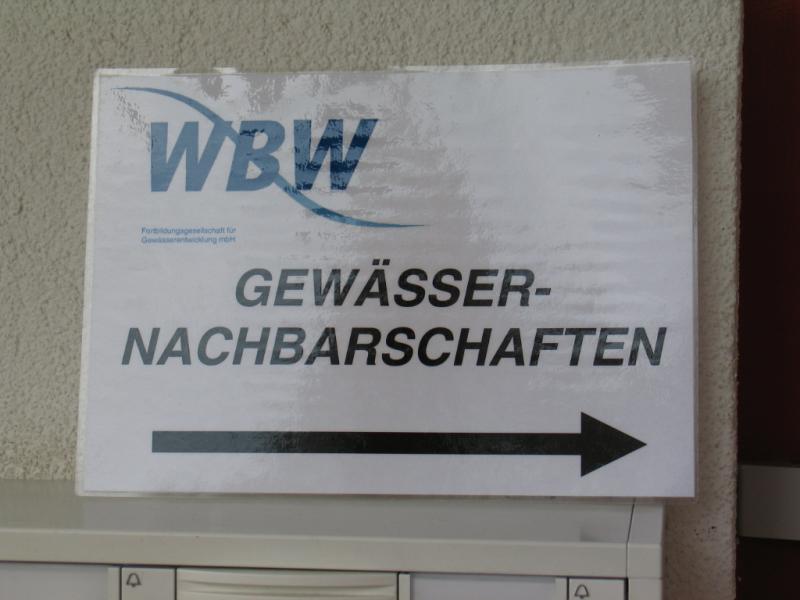 WBW
Fortbildungsgesellschaft für
Gewässerentwicklung mbH
GEWÄSSER-
NACHBARSCHAFTEN